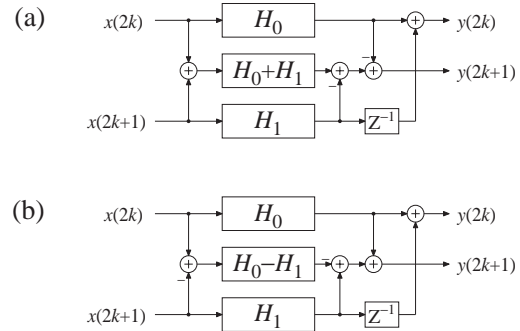 (a)
x(2k) H₀ + y(2k)
−
+ H₀+H₁ + + y(2k+1)
−
x(2k+1) H₁ Z⁻¹
(b)
x(2k) H₀ + y(2k)
−
+ H₀−H₁ + + y(2k+1)
−
x(2k+1) H₁ Z⁻¹